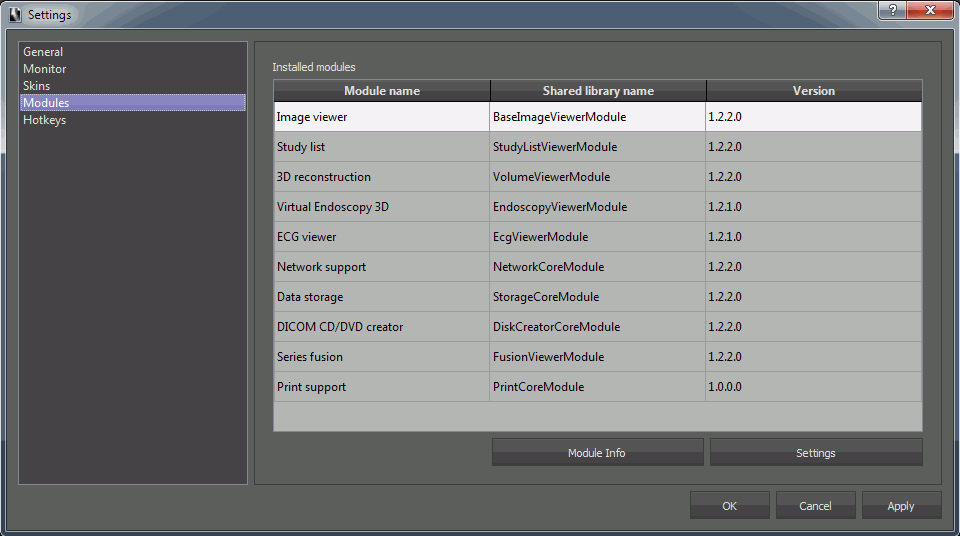 Settings
?
General
Monitor
Skins
Modules
Hotkeys
Installed modules
Module name Shared library name Version
Image viewer BaseImageViewerModule 1.2.2.0
Study list StudyListViewerModule 1.2.2.0
3D reconstruction VolumeViewerModule 1.2.2.0
Virtual Endoscopy 3D EndoscopyViewerModule 1.2.1.0
ECG viewer EcgViewerModule 1.2.1.0
Network support NetworkCoreModule 1.2.2.0
Data storage StorageCoreModule 1.2.2.0
DICOM CD/DVD creator DiskCreatorCoreModule 1.2.2.0
Series fusion FusionViewerModule 1.2.2.0
Print support PrintCoreModule 1.0.0.0
Module Info Settings
OK Cancel Apply